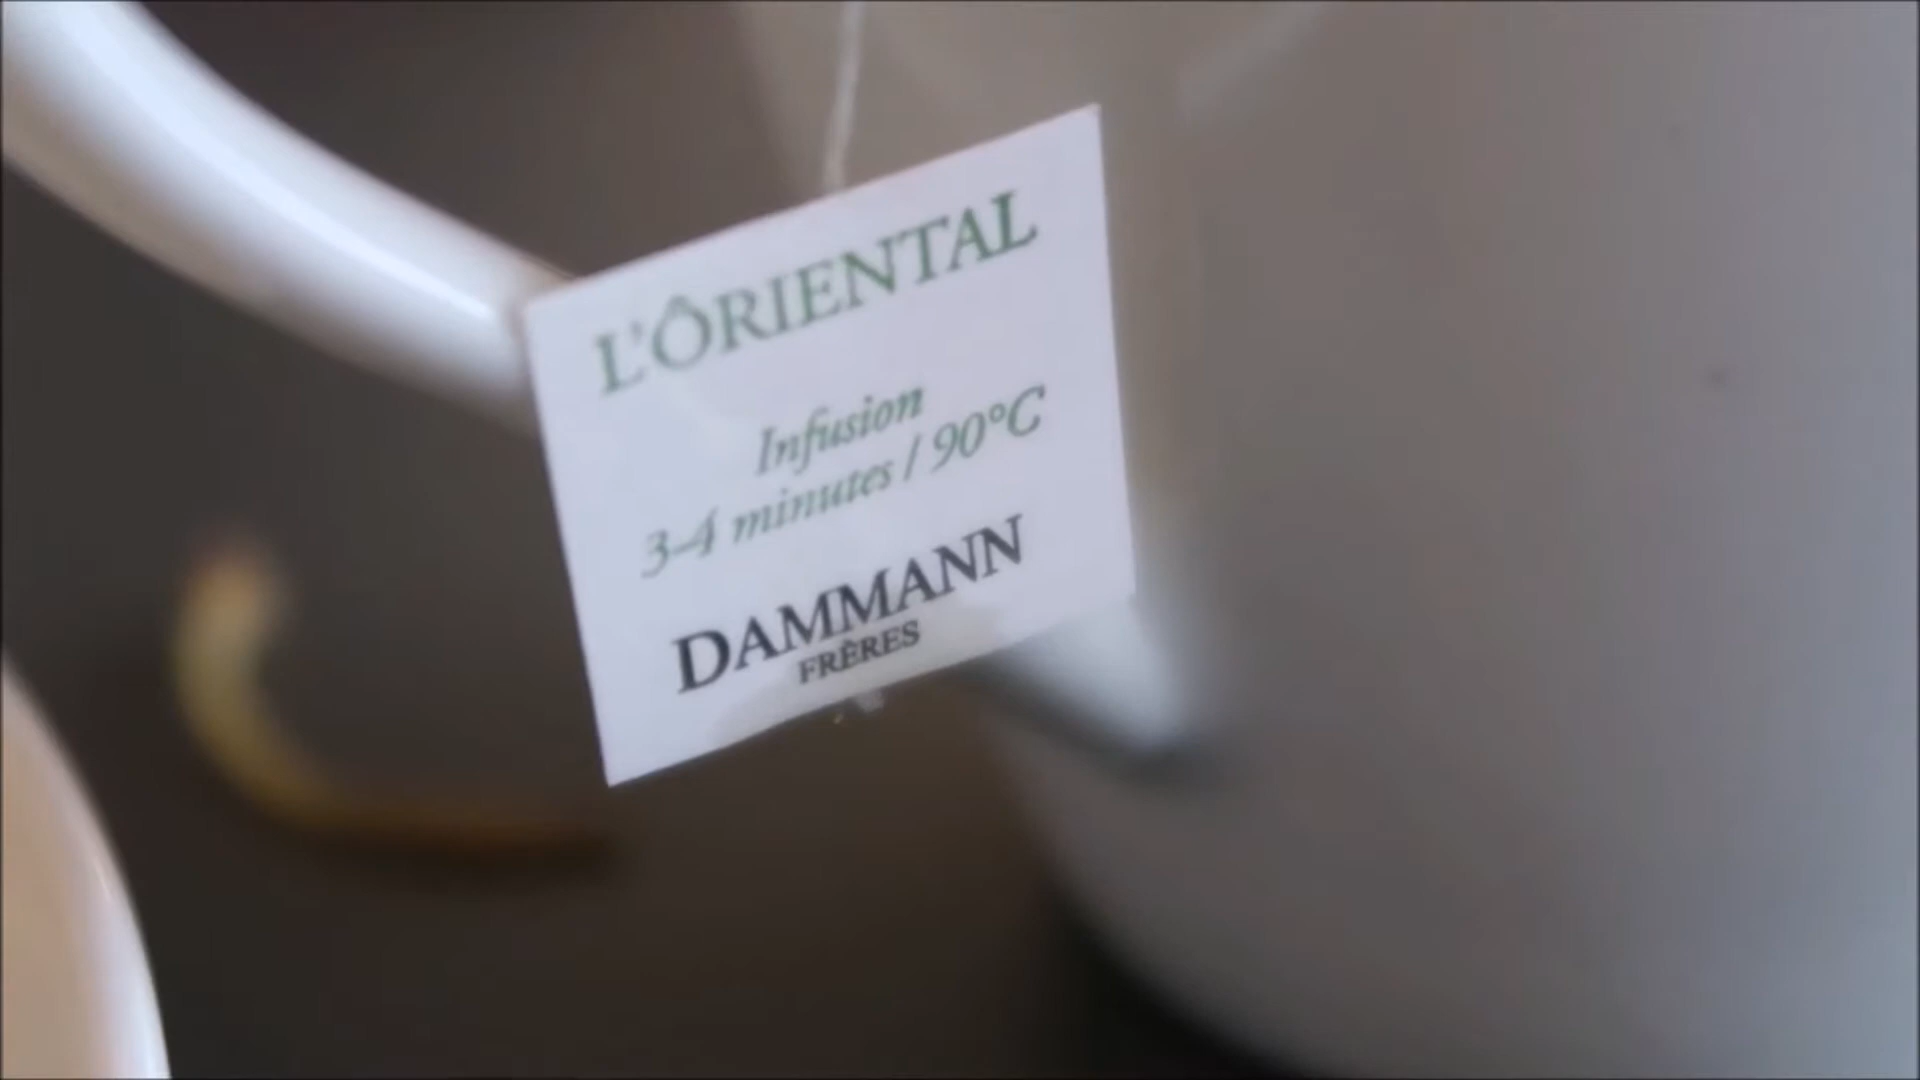 L'ÔRIENTAL
Infusion
3-4 minutes / 90°C
DAMMANN
FRÈRES